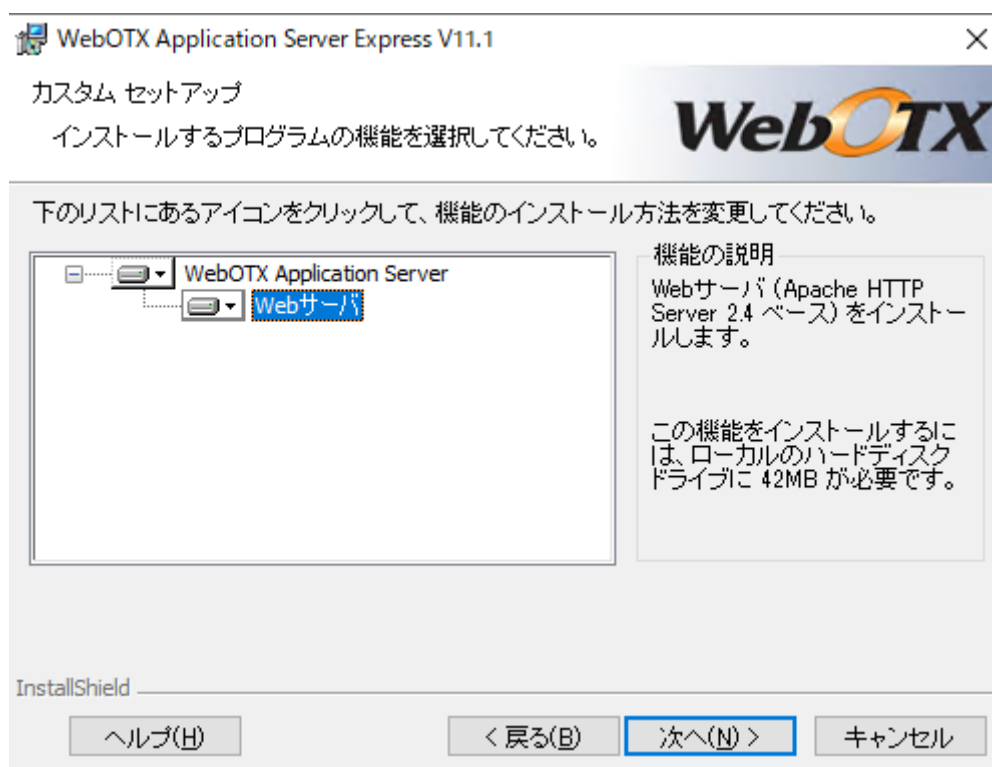 WebOTX Application Server Express V11.1
カスタム セットアップ
インストールするプログラムの機能を選択してください。
WebOTX
下のリストにあるアイコンをクリックして、機能のインストール方法を変更してください。
WebOTX Application Server
Webサーバ
機能の説明
Webサーバ (Apache HTTP
Server 2.4 ベース) をインストー
ルします。
この機能をインストールするに
は、ローカルのハードディスク
ドライブに 42MB が必要です。
InstallShield
ヘルプ(H)
< 戻る(B)
次へ(N) >
キャンセル